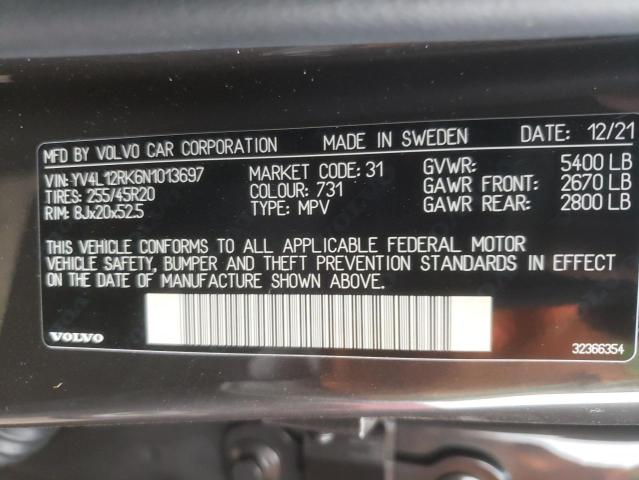 MFD BY VOLVO CAR CORPORATION MADE IN SWEDEN DATE: 12/21
VIN:YV4L12RK6N1013697 MARKET CODE: 31 GVWR: 5400 LB
TIRES: 255/45R20 COLOUR: 731 GAWR FRONT: 2670 LB
RIM: 8Jx20x52.5 TYPE: MPV GAWR REAR: 2800 LB
THIS VEHICLE CONFORMS TO ALL APPLICABLE FEDERAL MOTOR
VEHICLE SAFETY, BUMPER AND THEFT PREVENTION STANDARDS IN EFFECT
ON THE DATE OF MANUFACTURE SHOWN ABOVE.
VOLVO 32366354